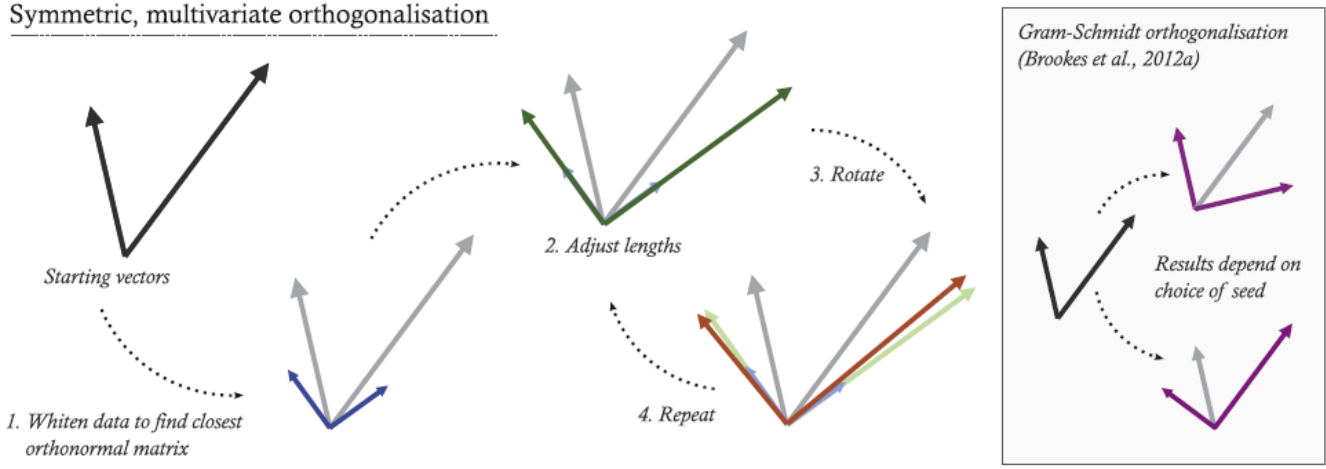 Symmetric, multivariate orthogonalisation
Starting vectors
1. Whiten data to find closest
orthonormal matrix
2. Adjust lengths
3. Rotate
4. Repeat
Gram-Schmidt orthogonalisation
(Brookes et al., 2012a)
Results depend on
choice of seed